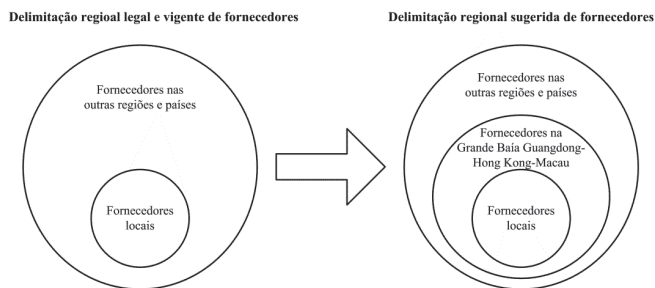 Delimitação regioal legal e vigente de fornecedores
Fornecedores nas
outras regiões e países
Fornecedores
locais
Delimitação regional sugerida de fornecedores
Fornecedores nas
outras regiões e países
Fornecedores na
Grande Baía Guangdong-
Hong Kong-Macau
Fornecedores
locais